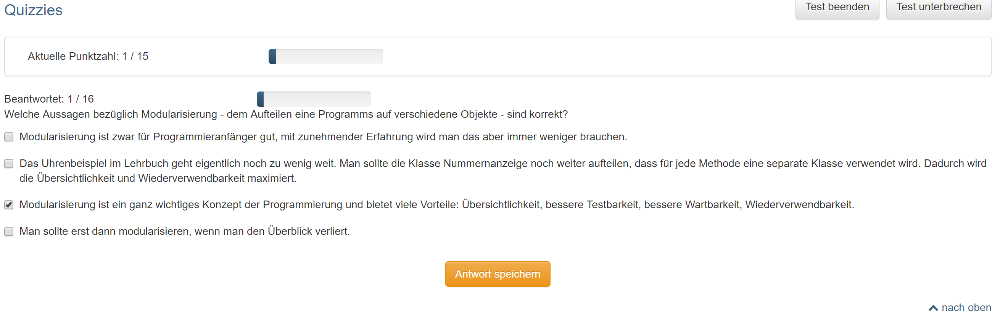 Quizzies
Test beenden
Test unterbrechen
Aktuelle Punktzahl: 1 / 15
Beantwortet: 1 / 16
Welche Aussagen bezüglich Modularisierung - dem Aufteilen eine Programms auf verschiedene Objekte - sind korrekt?
Modularisierung ist zwar für Programmieranfänger gut, mit zunehmender Erfahrung wird man das aber immer weniger brauchen.
Das Uhrenbeispiel im Lehrbuch geht eigentlich noch zu wenig weit. Man sollte die Klasse Nummernanzeige noch weiter aufteilen, dass für jede Methode eine separate Klasse verwendet wird. Dadurch wird
die Übersichtlichkeit und Wiederverwendbarkeit maximiert.
Modularisierung ist ein ganz wichtiges Konzept der Programmierung und bietet viele Vorteile: Übersichtlichkeit, bessere Testbarkeit, bessere Wartbarkeit, Wiederverwendbarkeit.
Man sollte erst dann modularisieren, wenn man den Überblick verliert.
Antwort speichern
nach oben